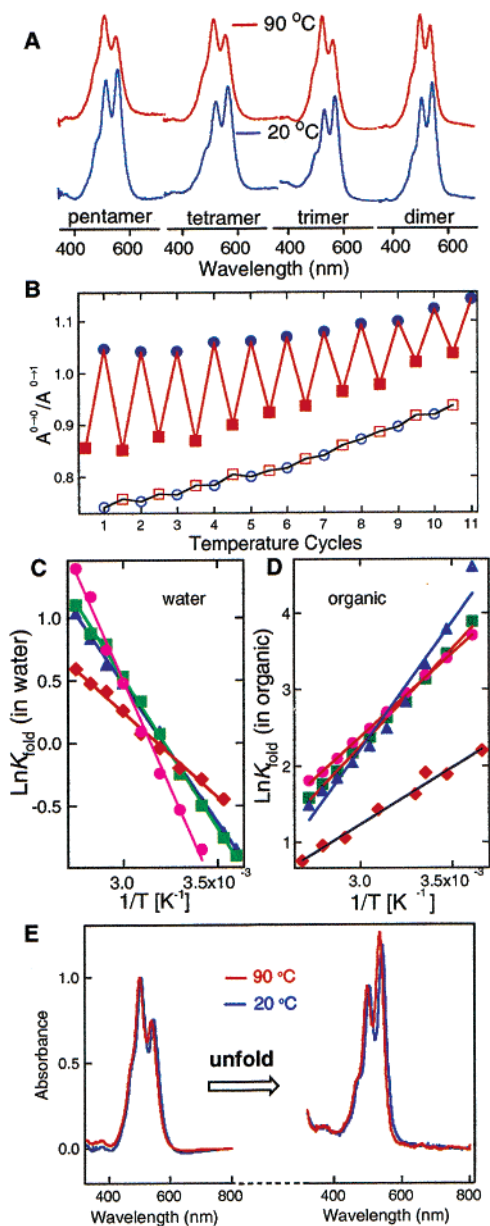 A
90 °C
20 °C
pentamer tetramer trimer dimer
400 600 400 600 400 600 400 600
Wavelength (nm)
B
A0→0/A0→1
1.1
1.0
0.9
0.8
1 2 3 4 5 6 7 8 9 10 11
Temperature Cycles
C
water
LnKfold (in water)
1.0
0.5
0.0
-0.5
3.0 3.5x10-3
1/T [K-1]
D
organic
LnKfold (in organic)
4
3
2
1
3.0 3.5x10-3
1/T [K-1]
E
90 °C
20 °C
unfold
Absorbance
1.0
0.5
0.0
400 600 800 400 600 800
Wavelength (nm) Wavelength (nm)